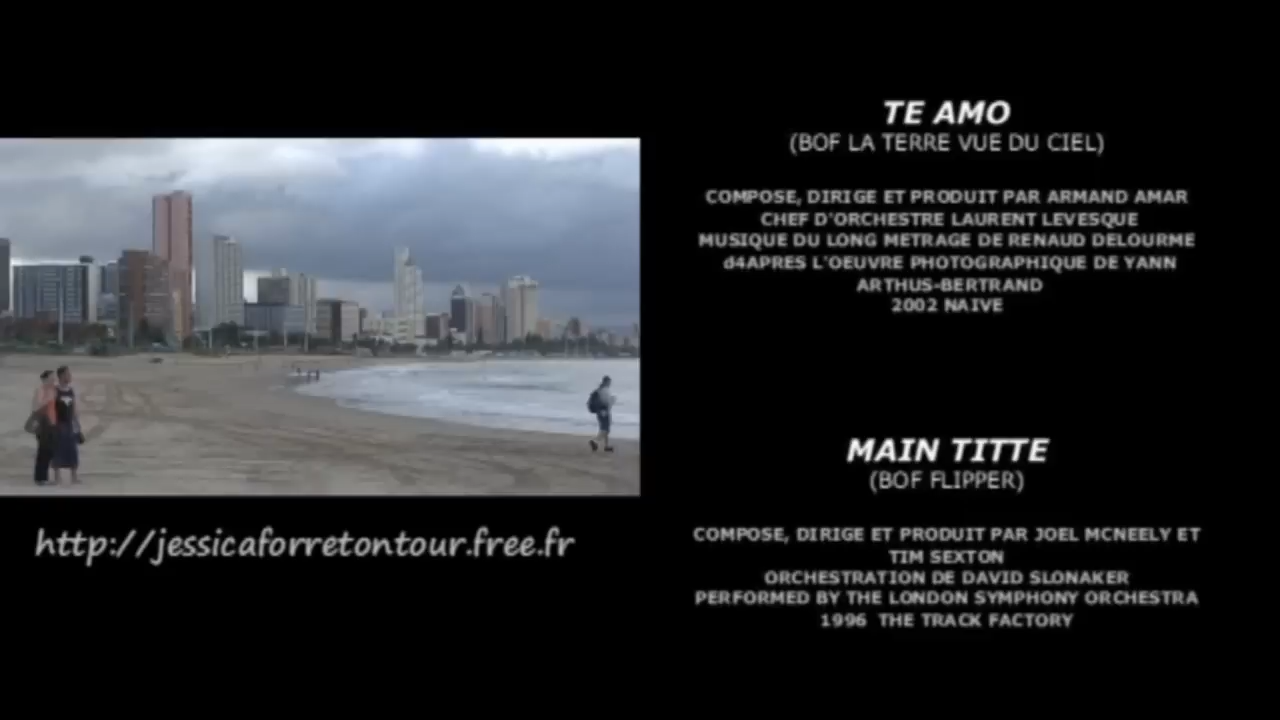 TE AMO
(BOF LA TERRE VUE DU CIEL)
COMPOSE, DIRIGE ET PRODUIT PAR ARMAND AMAR
CHEF D'ORCHESTRE LAURENT LEVESQUE
MUSIQUE DU LONG METRAGE DE RENAUD DELOURME
d4APRES L'OEUVRE PHOTOGRAPHIQUE DE YANN
ARTHUS-BERTRAND
2002 NAIVE
MAIN TITTE
(BOF FLIPPER)
COMPOSE, DIRIGE ET PRODUIT PAR JOEL MCNEELY ET
TIM SEXTON
ORCHESTRATION DE DAVID SLONAKER
PERFORMED BY THE LONDON SYMPHONY ORCHESTRA
1996 THE TRACK FACTORY
http://jessicaforretontour.free.fr